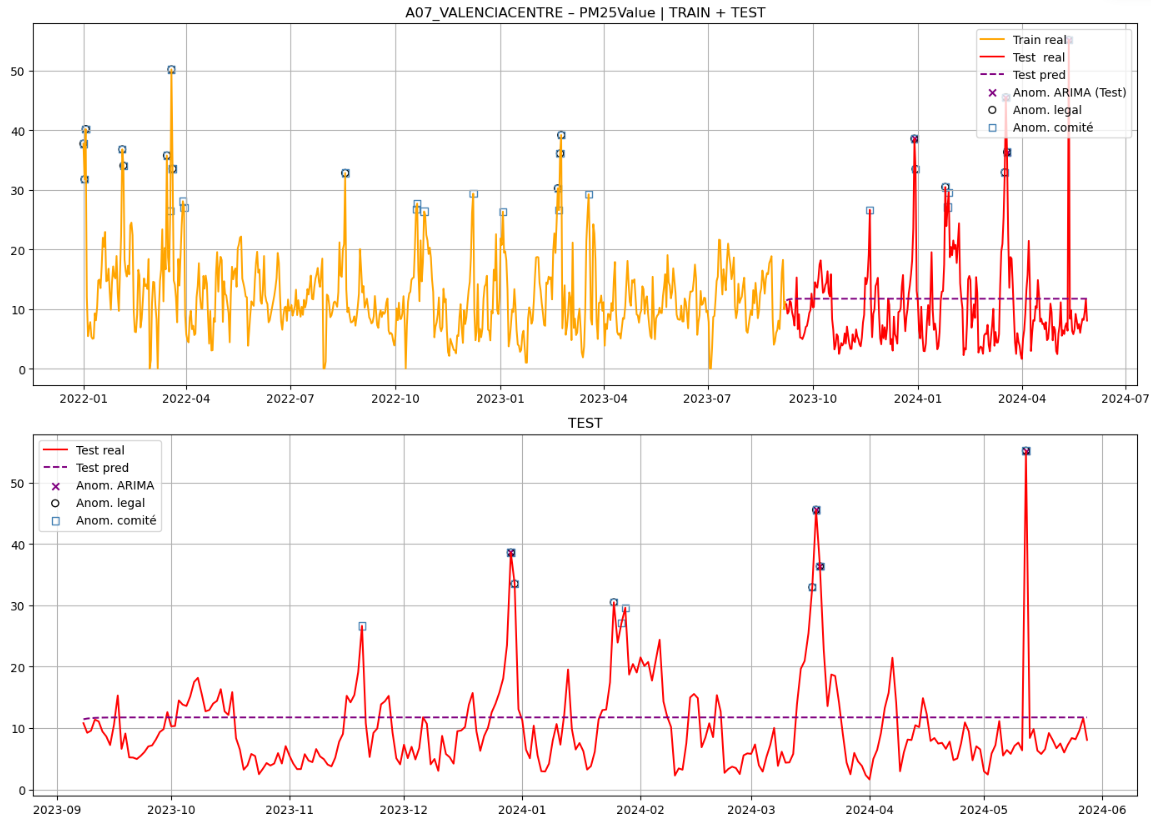 A07_VALENCIACENTRE – PM25Value | TRAIN + TEST
Train real
Test  real
Test pred
Anom. ARIMA (Test)
Anom. legal
Anom. comité
50
40
30
20
10
0
2022-01 2022-04 2022-07 2022-10 2023-01 2023-04 2023-07 2023-10 2024-01 2024-04 2024-07
TEST
Test real
Test pred
Anom. ARIMA
Anom. legal
Anom. comité
50
40
30
20
10
0
2023-09 2023-10 2023-11 2023-12 2024-01 2024-02 2024-03 2024-04 2024-05 2024-06